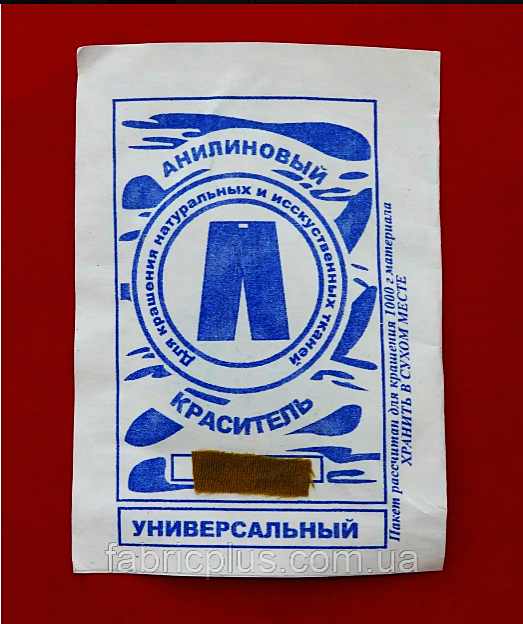 АНИЛИНОВЫЙ
Для крашения натуральных и исскуственных тканей
КРАСИТЕЛЬ
УНИВЕРСАЛЬНЫЙ
Пакет рассчитан для крашения 1000 г материала
ХРАНИТЬ В СУХОМ МЕСТЕ
fabricplus.com.ua